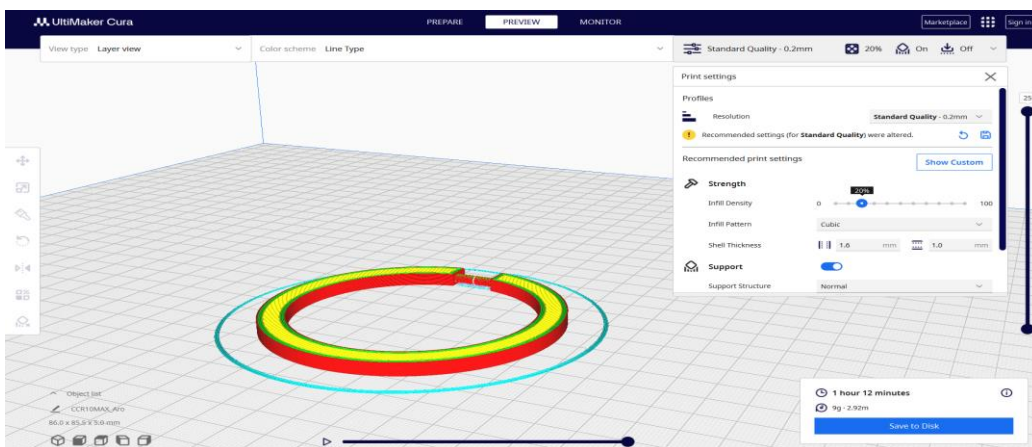 UltiMaker Cura
PREPARE PREVIEW MONITOR
Marketplace Sign in
View type Layer view
Color scheme Line Type
Standard Quality - 0.2mm 20% On Off
Print settings
Profiles
Resolution Standard Quality - 0.2mm
Recommended settings (for Standard Quality) were altered.
Recommended print settings
Show Custom
Strength
20%
Infill Density 0 100
Infill Pattern Cubic
Shell Thickness 1.6 mm 1.0 mm
Support
Support Structure Normal
Object list
CCR10MAX_Aro
86.0 x 85.9 x 5.0 mm
1 hour 12 minutes
9g · 2.92m
Save to Disk